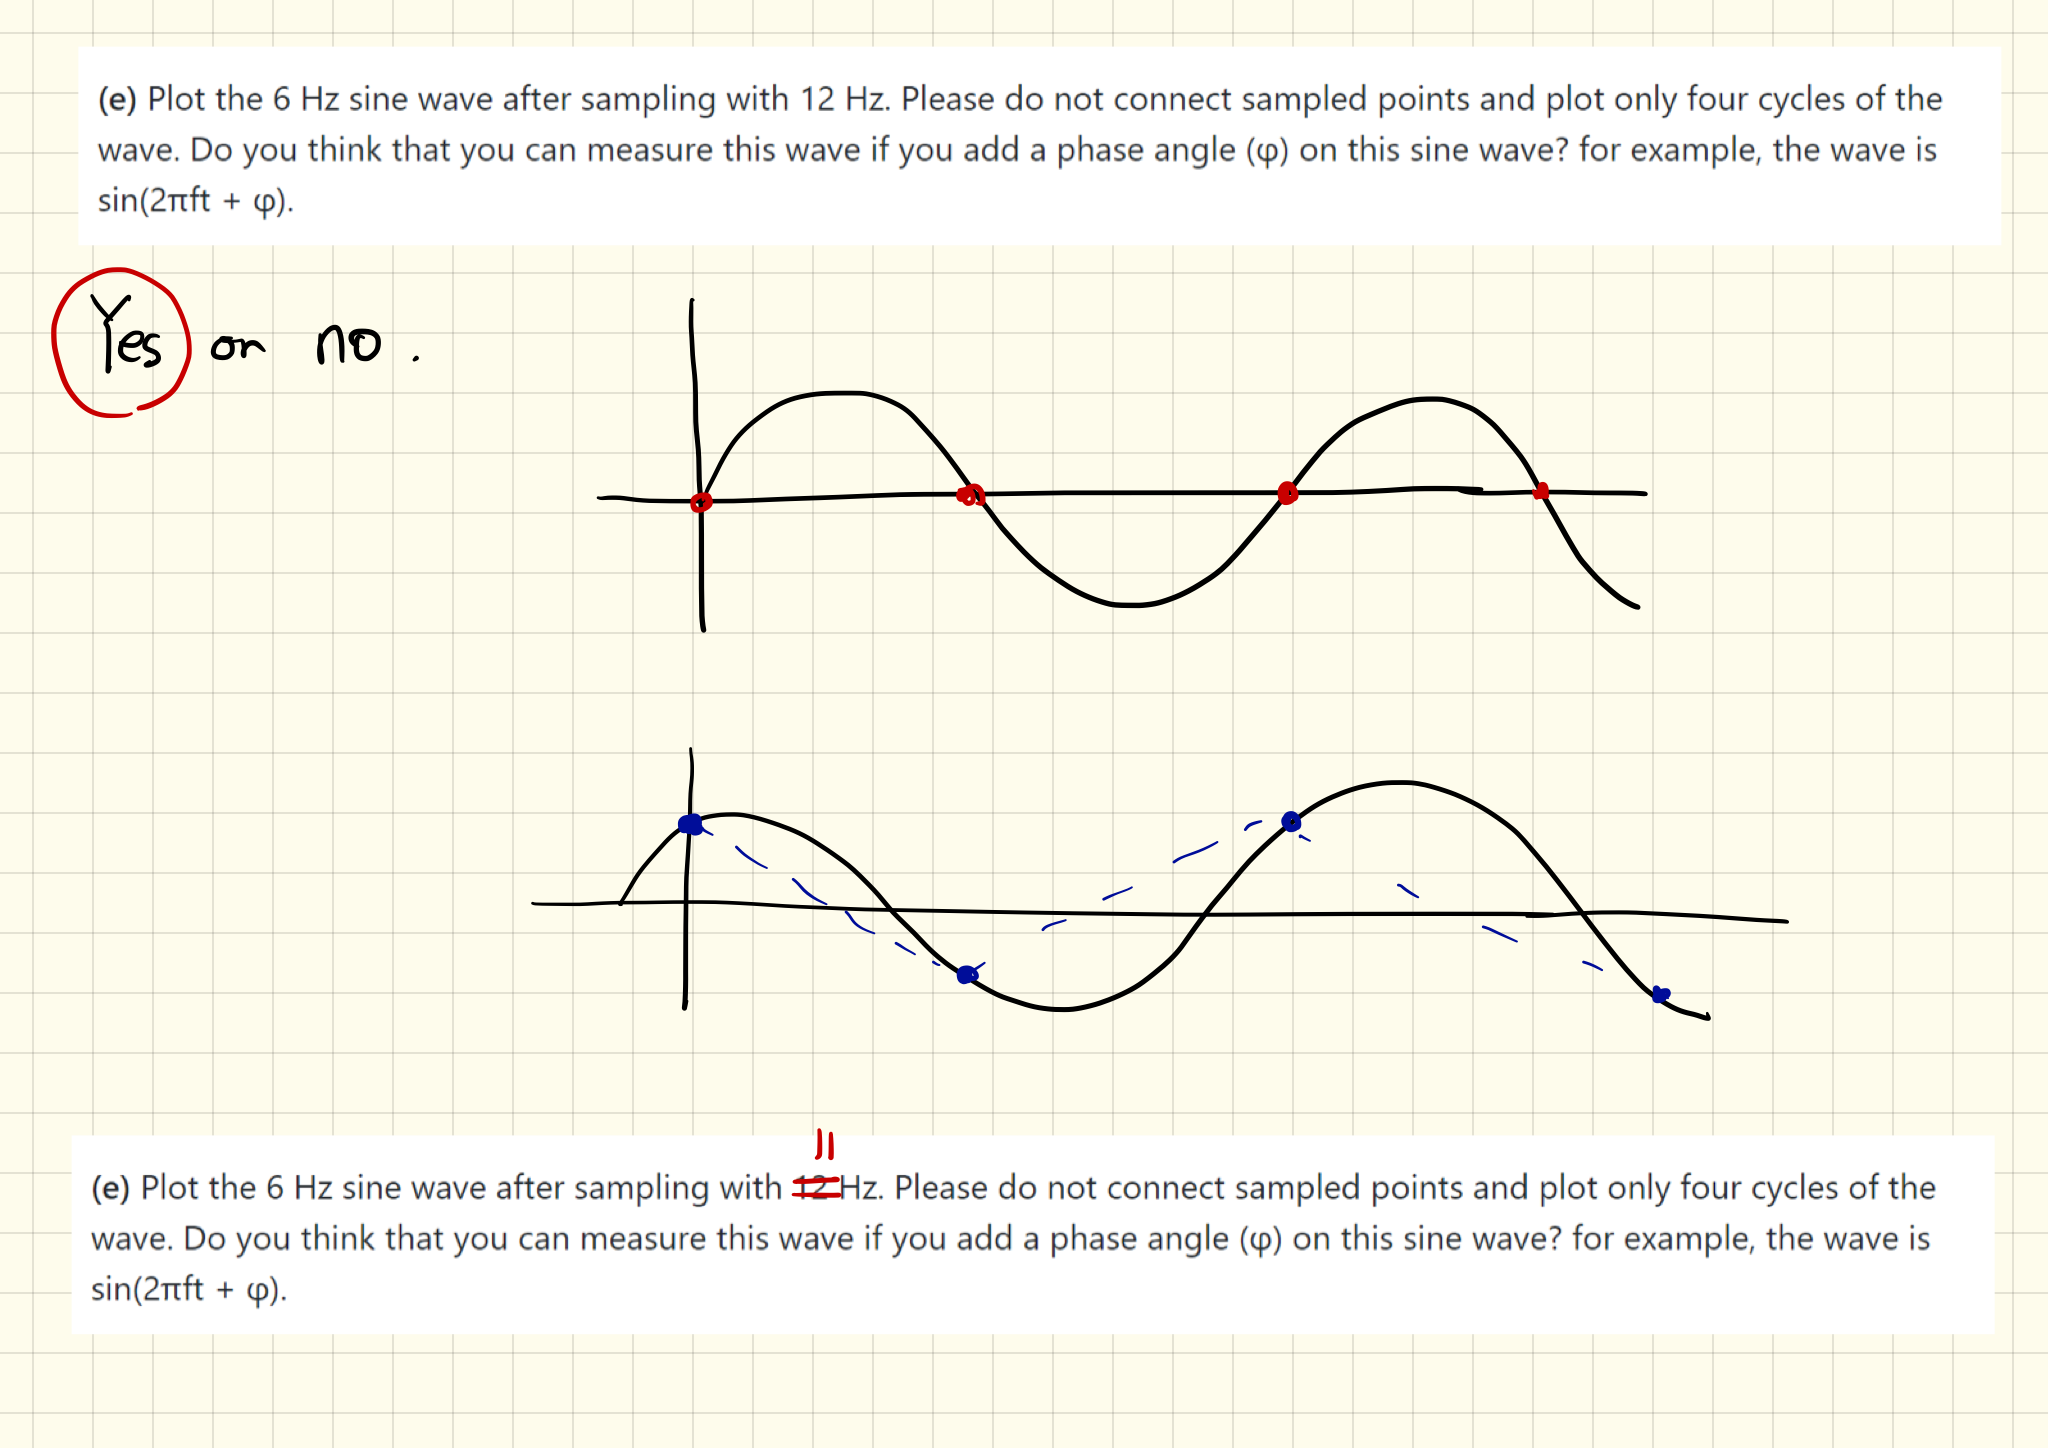 (e) Plot the 6 Hz sine wave after sampling with 12 Hz. Please do not connect sampled points and plot only four cycles of the
wave. Do you think that you can measure this wave if you add a phase angle (φ) on this sine wave? for example, the wave is
sin(2πft + φ).
Yes or no.
11
(e) Plot the 6 Hz sine wave after sampling with 12 Hz. Please do not connect sampled points and plot only four cycles of the
wave. Do you think that you can measure this wave if you add a phase angle (φ) on this sine wave? for example, the wave is
sin(2πft + φ).